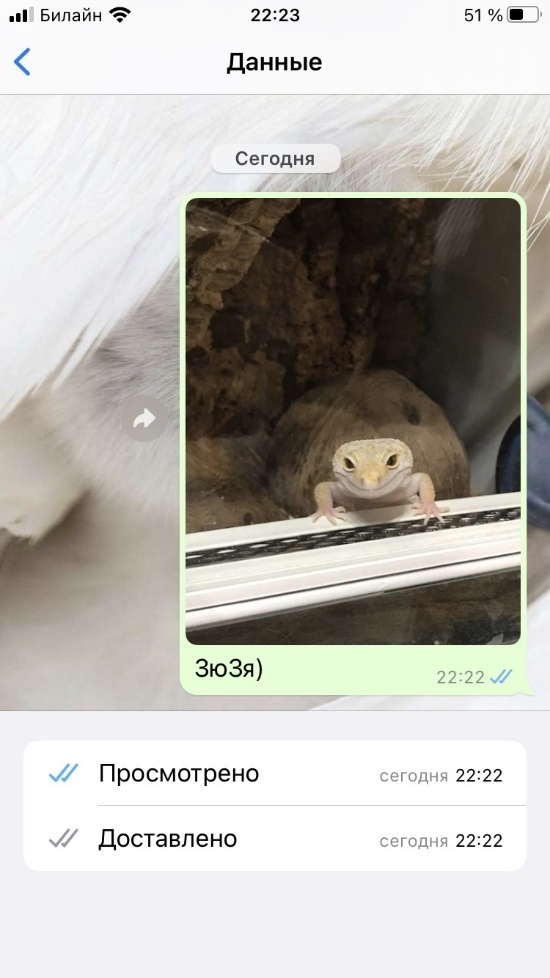 Билайн 22:23 51 %
Данные
Сегодня
ЗюЗя)
22:22
Просмотрено сегодня 22:22
Доставлено сегодня 22:22